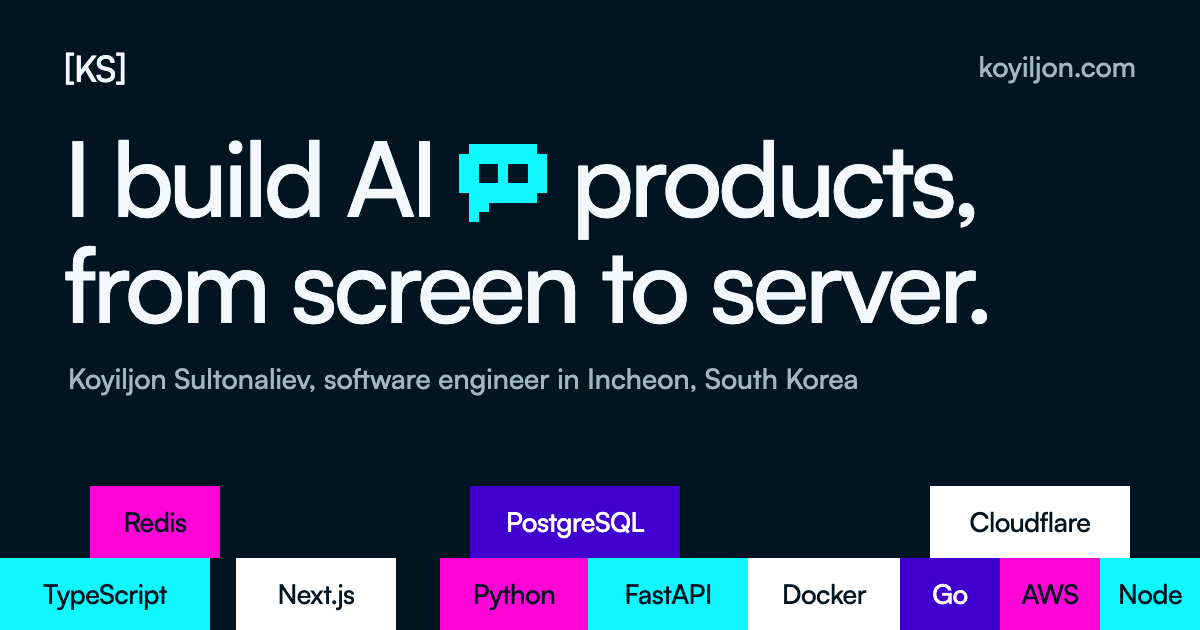 [KS]
koyiljon.com
I build AI products,
from screen to server.
Koyiljon Sultonaliev, software engineer in Incheon, South Korea
Redis
PostgreSQL
Cloudflare
TypeScript
Next.js
Python
FastAPI
Docker
Go
AWS
Node